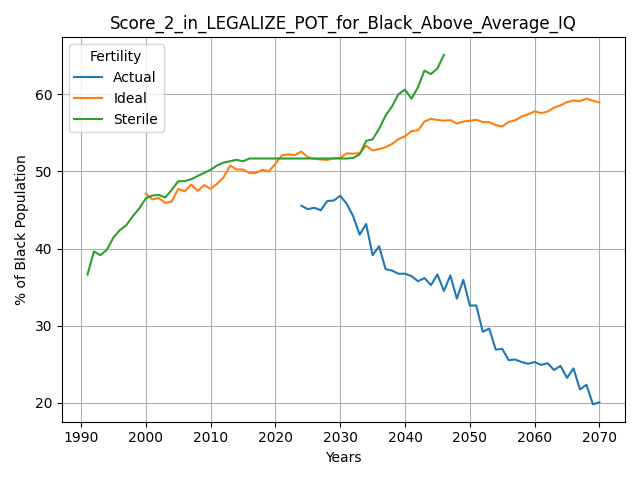 Score_2_in_LEGALIZE_POT_for_Black_Above_Average_IQ
Fertility
Actual
Ideal
Sterile
% of Black Population
60
50
40
30
20
1990 2000 2010 2020 2030 2040 2050 2060 2070
Years